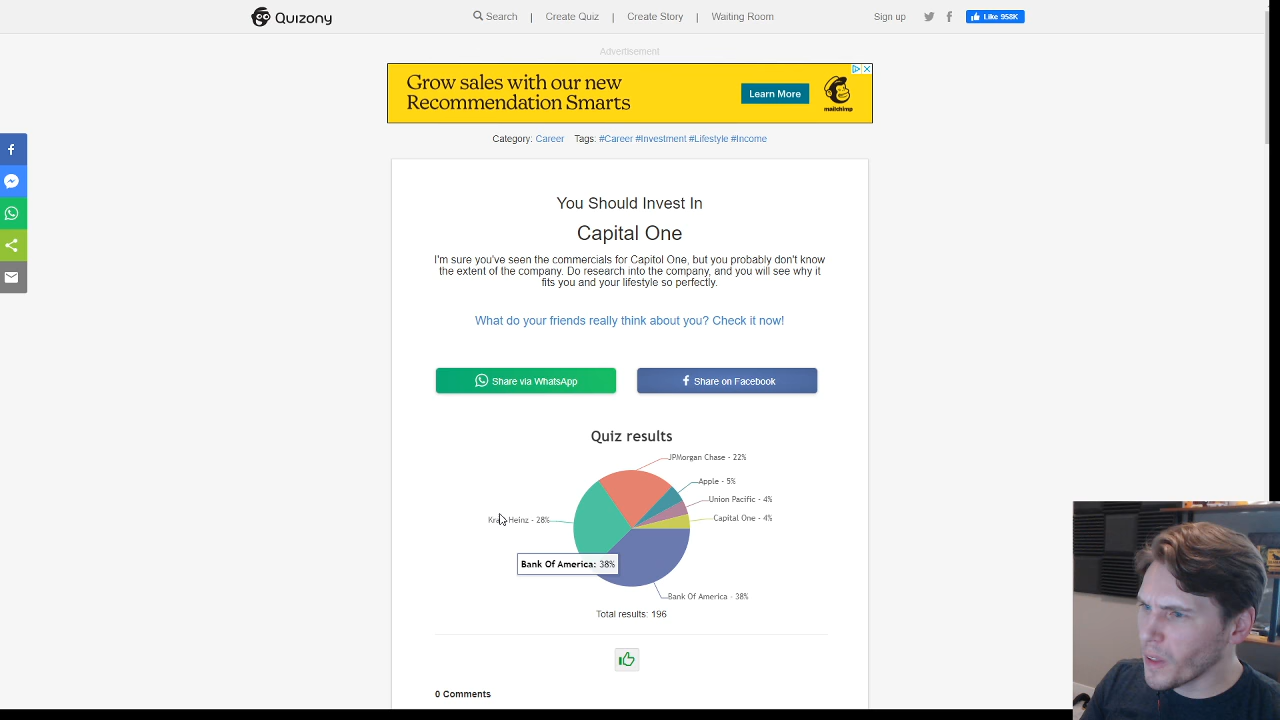 Quizony
Search | Create Quiz | Create Story | Waiting Room
Sign up
Like 958K
Advertisement
Grow sales with our new
Recommendation Smarts
Learn More
mailchimp
Category: Career Tags: #Career #Investment #Lifestyle #Income
You Should Invest In
Capital One
I'm sure you've seen the commercials for Capitol One, but you probably don't know
the extent of the company. Do research into the company, and you will see why it
fits you and your lifestyle so perfectly.
What do your friends really think about you? Check it now!
Share via WhatsApp
Share on Facebook
Quiz results
JPMorgan Chase - 22%
Apple - 5%
Union Pacific - 4%
Capital One - 4%
Heinz - 28%
Bank Of America: 38%
Bank Of America - 38%
Total results: 196
0 Comments